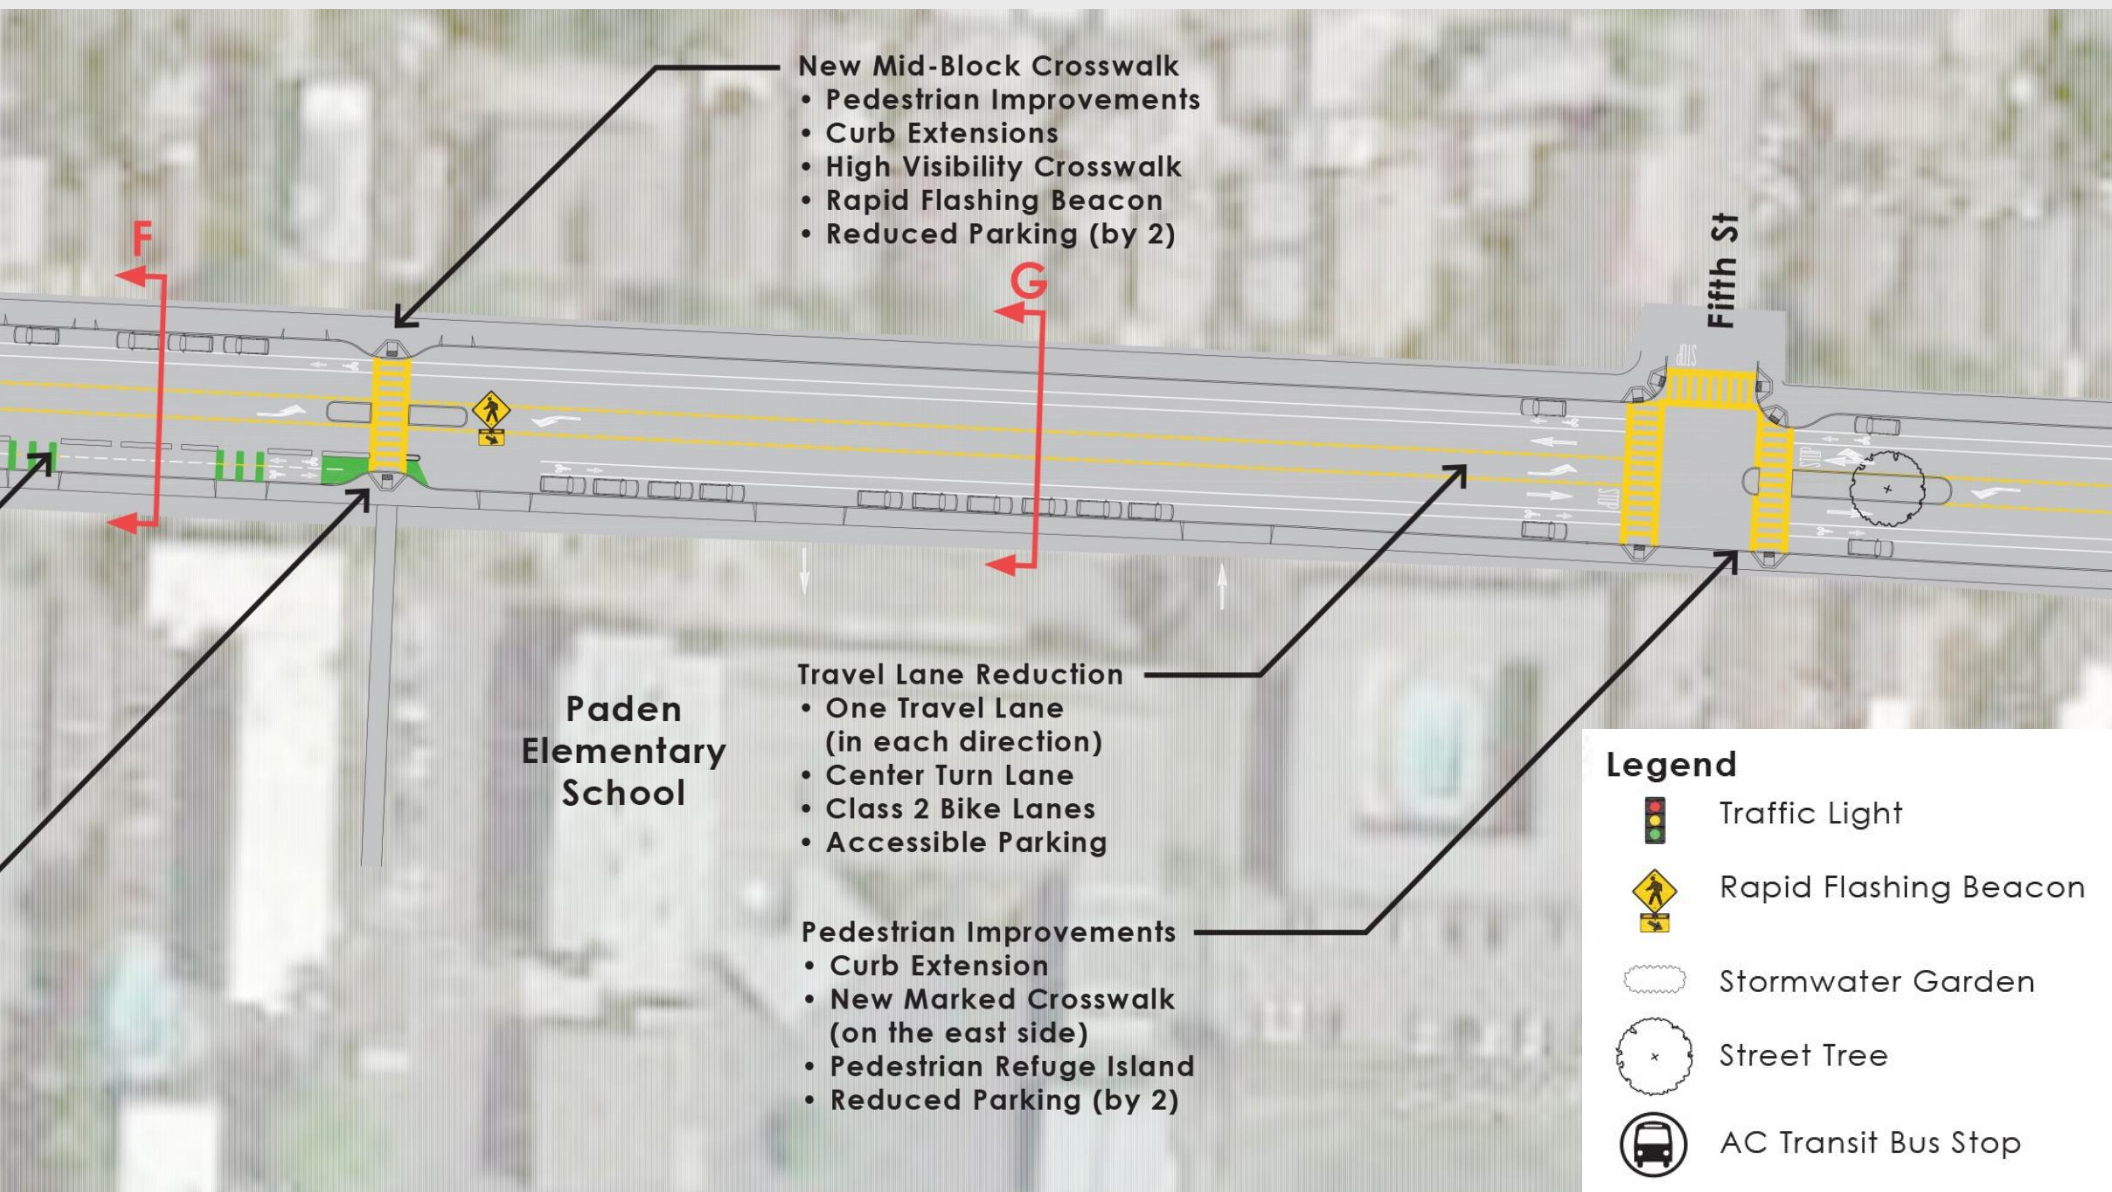 New Mid-Block Crosswalk
• Pedestrian Improvements
• Curb Extensions
• High Visibility Crosswalk
• Rapid Flashing Beacon
• Reduced Parking (by 2)
F
G
Fifth St
STOP
STOP
STOP
Paden
Elementary
School
Travel Lane Reduction
• One Travel Lane
(in each direction)
• Center Turn Lane
• Class 2 Bike Lanes
• Accessible Parking
Pedestrian Improvements
• Curb Extension
• New Marked Crosswalk
(on the east side)
• Pedestrian Refuge Island
• Reduced Parking (by 2)
Legend
Traffic Light
Rapid Flashing Beacon
Stormwater Garden
Street Tree
AC Transit Bus Stop